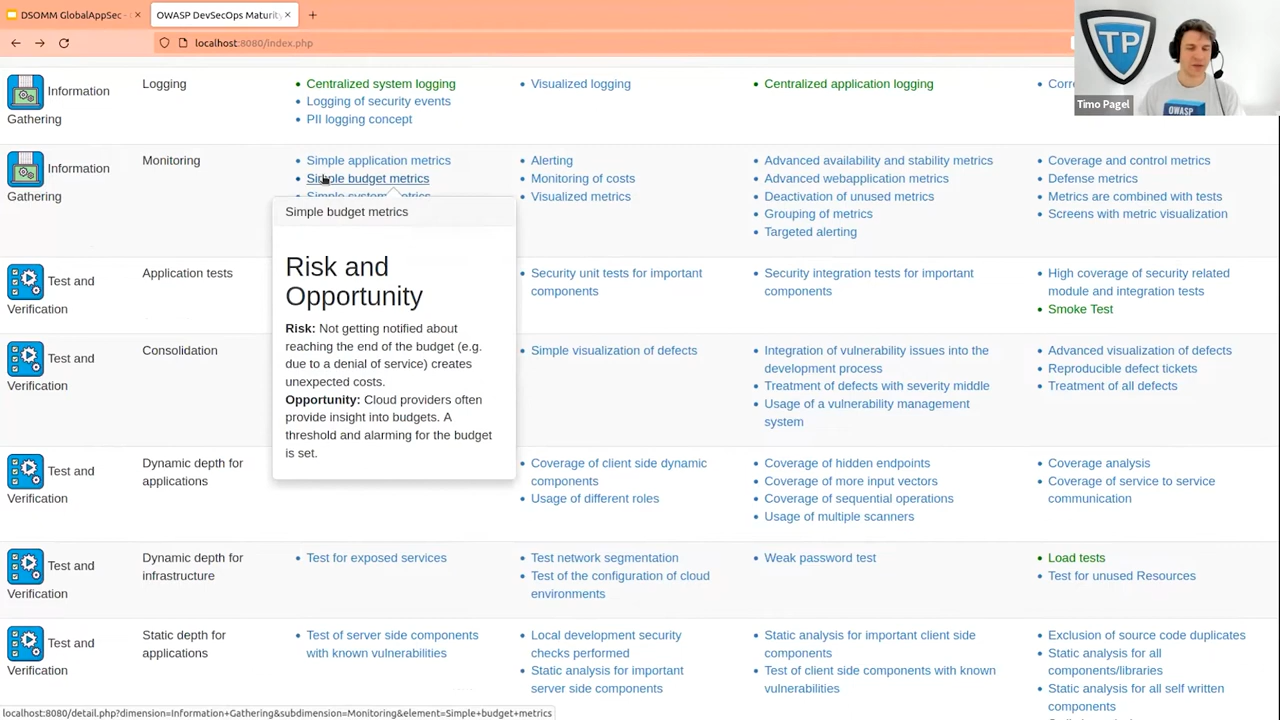 DSOMM GlobalAppSec -
OWASP DevSecOps Maturity
localhost:8080/index.php
TP
Timo Pagel
OWASP
Information
Gathering
Logging
Centralized system logging
Logging of security events
PII logging concept
Visualized logging
Centralized application logging
Information
Gathering
Monitoring
Simple application metrics
Simple budget metrics
Simple system metrics
Alerting
Monitoring of costs
Visualized metrics
Advanced availability and stability metrics
Advanced webapplication metrics
Deactivation of unused metrics
Grouping of metrics
Targeted alerting
Coverage and control metrics
Defense metrics
Metrics are combined with tests
Screens with metric visualization
Simple budget metrics
Risk and
Opportunity
Risk: Not getting notified about
reaching the end of the budget (e.g.
due to a denial of service) creates
unexpected costs.
Opportunity: Cloud providers often
provide insight into budgets. A
threshold and alarming for the budget
is set.
Test and
Verification
Application tests
Security unit tests for important
components
Security integration tests for important
components
High coverage of security related
module and integration tests
Smoke Test
Test and
Verification
Consolidation
Simple visualization of defects
Integration of vulnerability issues into the
development process
Treatment of defects with severity middle
Usage of a vulnerability management
system
Advanced visualization of defects
Reproducible defect tickets
Treatment of all defects
Test and
Verification
Dynamic depth for
applications
Coverage of client side dynamic
components
Usage of different roles
Coverage of hidden endpoints
Coverage of more input vectors
Coverage of sequential operations
Usage of multiple scanners
Coverage analysis
Coverage of service to service
communication
Test and
Verification
Dynamic depth for
infrastructure
Test for exposed services
Test network segmentation
Test of the configuration of cloud
environments
Weak password test
Load tests
Test for unused Resources
Test and
Verification
Static depth for
applications
Test of server side components
with known vulnerabilities
Local development security
checks performed
Static analysis for important
server side components
Static analysis for important client side
components
Test of client side components with known
vulnerabilities
Exclusion of source code duplicates
Static analysis for all
components/libraries
Static analysis for all self written
components
localhost:8080/detail.php?dimension=Information+Gathering&subdimension=Monitoring&element=Simple+budget+metrics